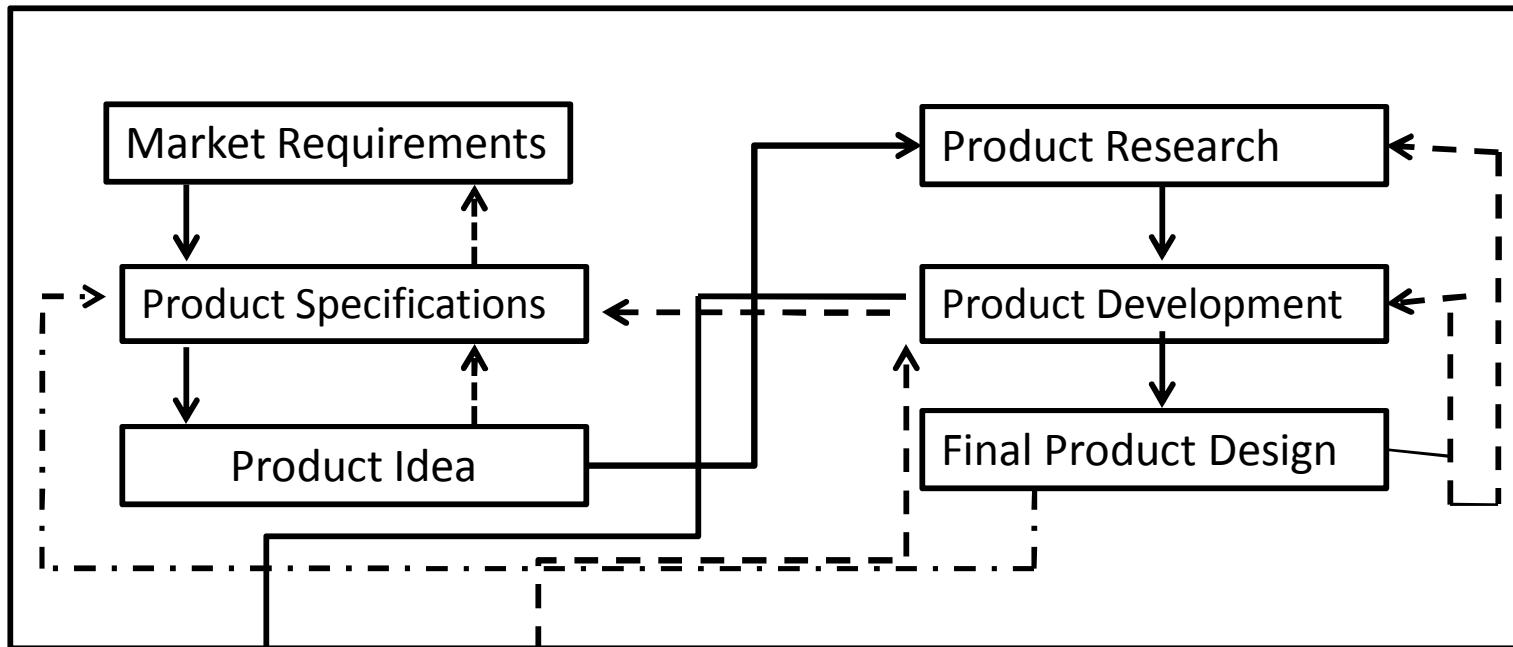 Market Requirements
Product Specifications
Product Idea
Product Research
Product Development
Final Product Design